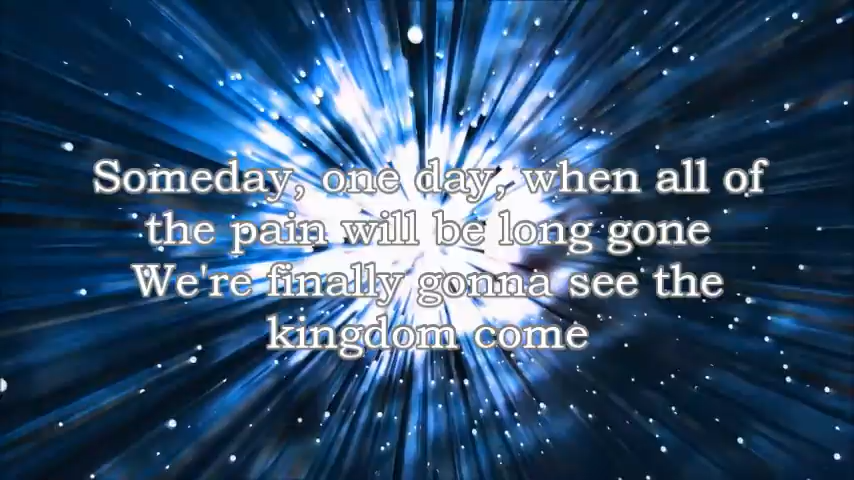 Someday, one day, when all of
the pain will be long gone
We're finally gonna see the
kingdom come